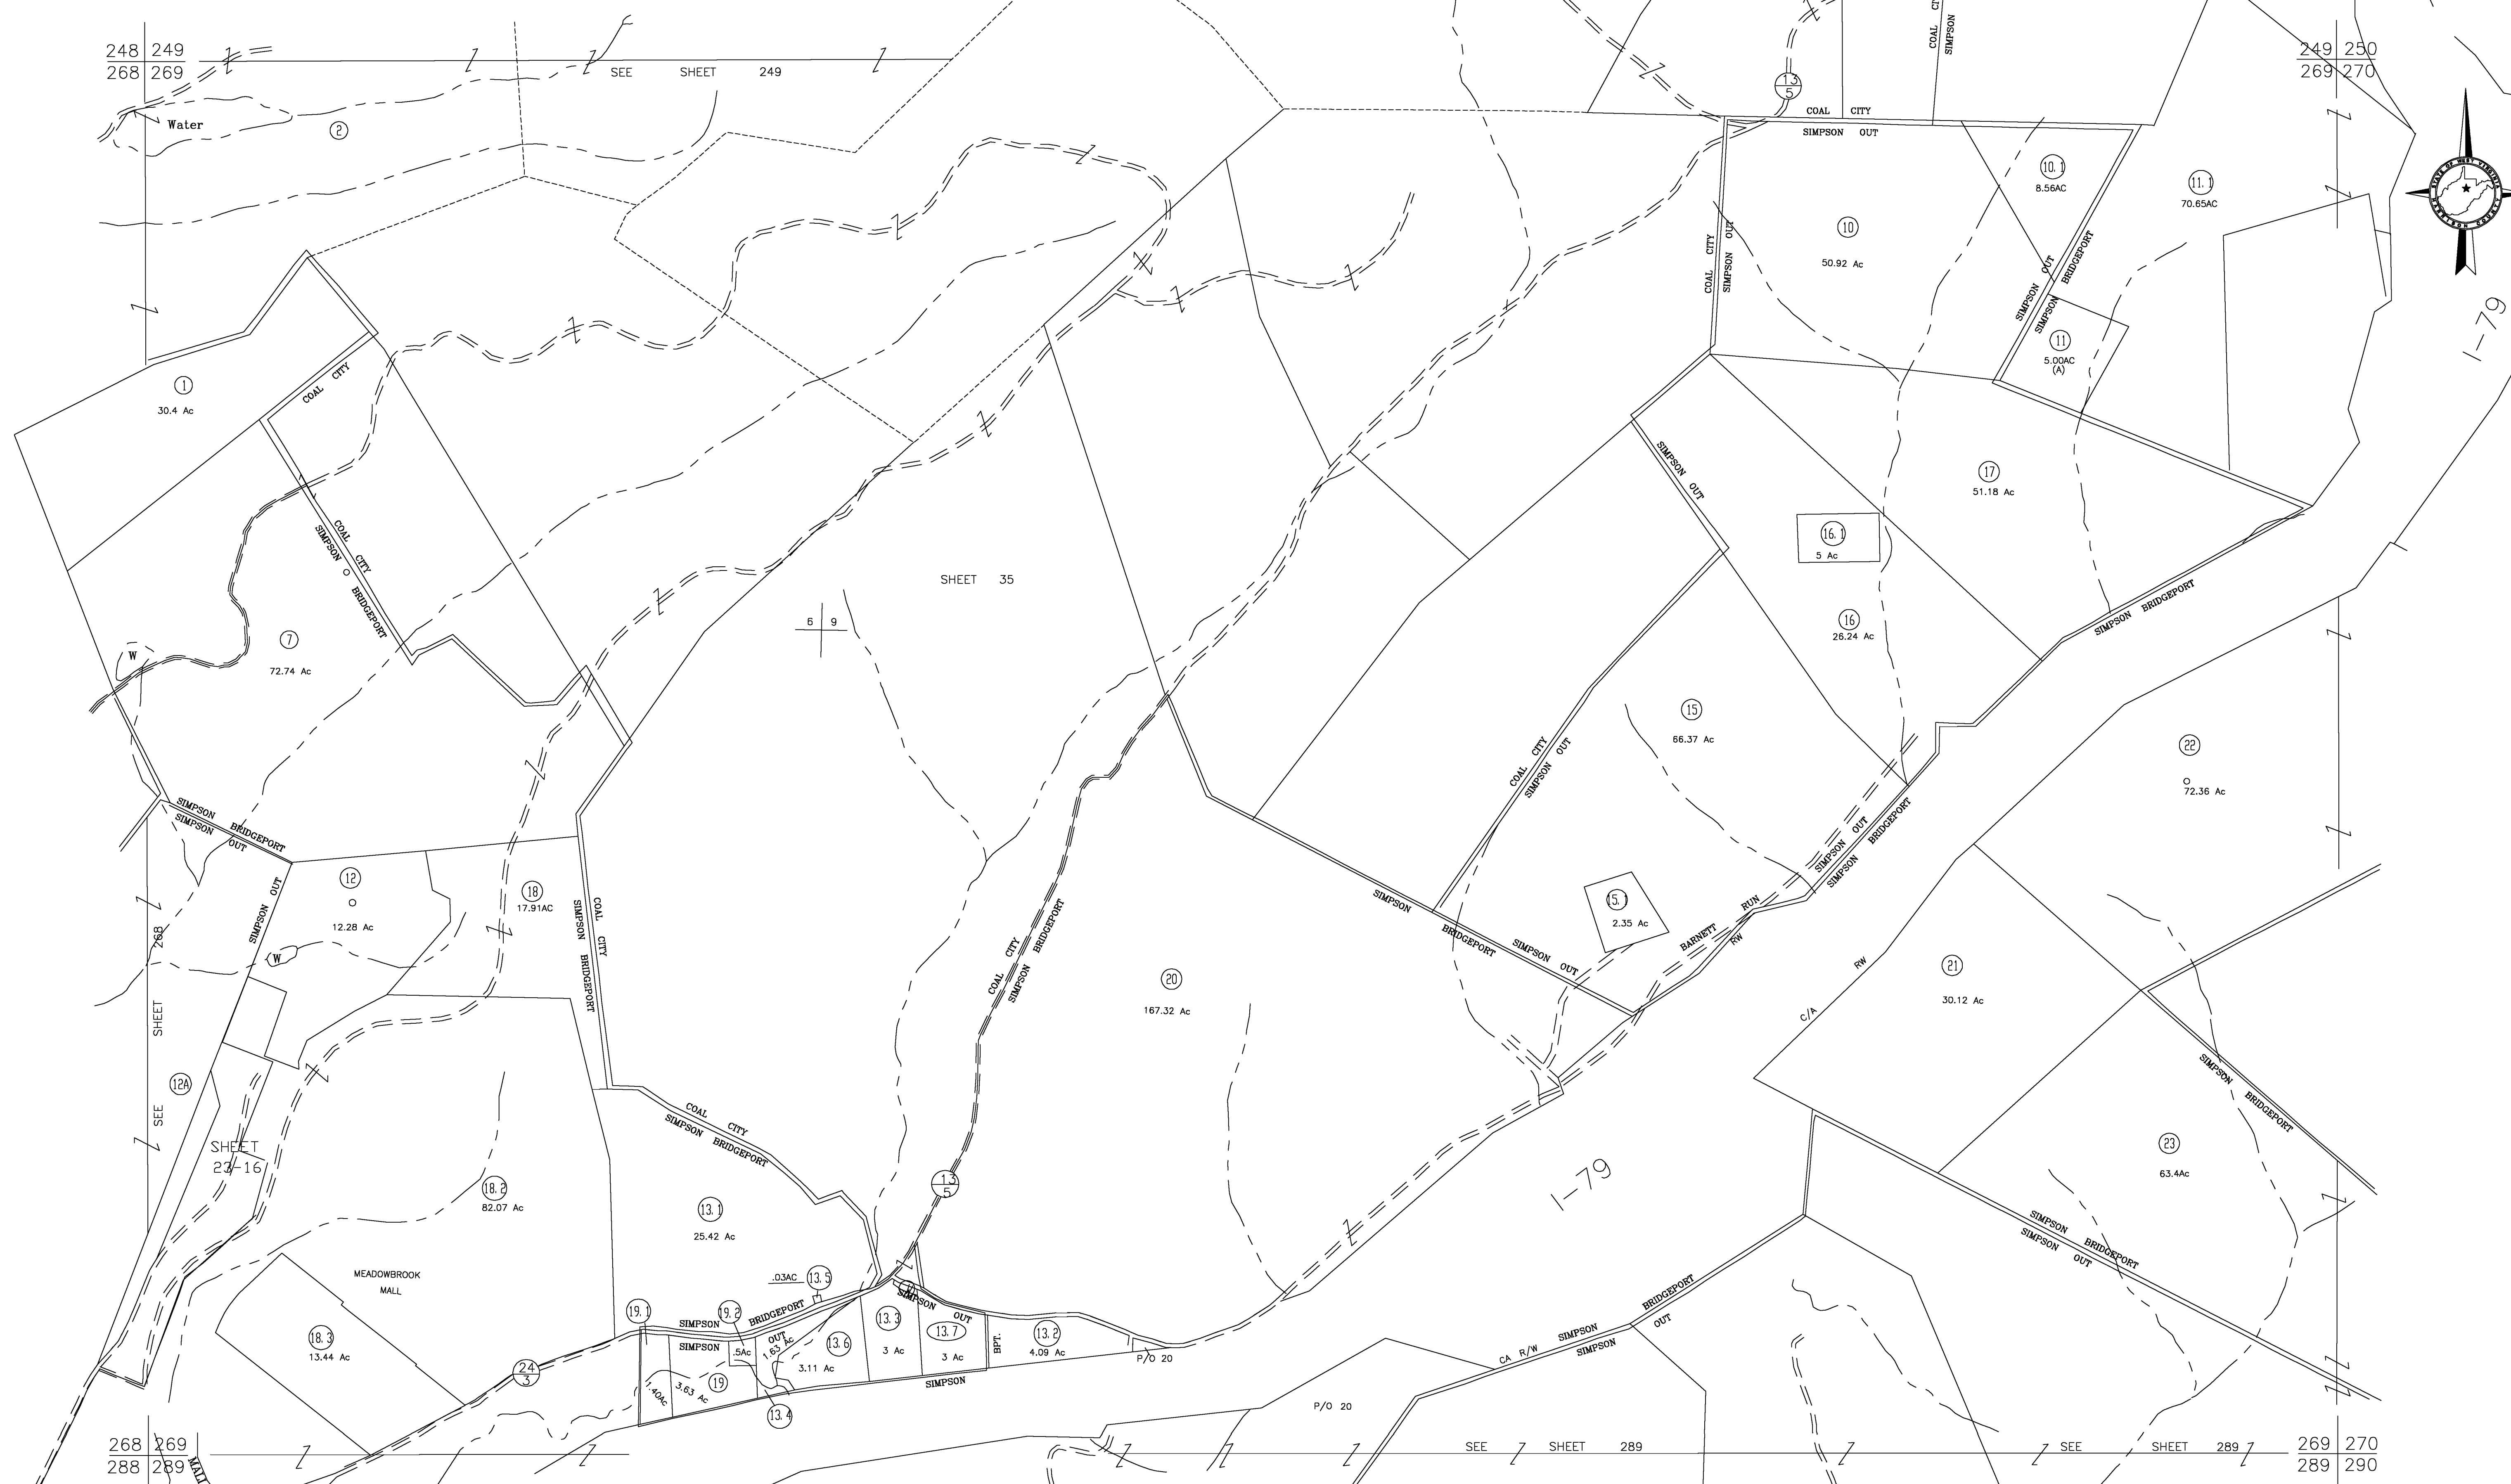 248 249
268 269
SEE SHEET 249
249 250
269 270
Water
2
13
5
COAL CITY
SIMPSON
COAL CITY
SIMPSON OUT
10.1
8.56AC
11.1
70.65AC
STATE OF WEST VIRGINIA
HARRISON COUNTY
10
50.92 Ac
COAL CITY
SIMPSON OUT
SIMPSON OUT
SIMPSON BRIDGEPORT
11
5.00AC
(A)
I-79
1
30.4 Ac
COAL CITY
SIMPSON OUT
17
51.18 Ac
16.1
5 Ac
COAL CITY
SIMPSON BRIDGEPORT
SHEET 35
6 9
16
26.24 Ac
SIMPSON BRIDGEPORT
7
72.74 Ac
W
15
66.37 Ac
22
72.36 Ac
COAL CITY
SIMPSON OUT
SIMPSON BRIDGEPORT
SIMPSON OUT
SIMPSON OUT
SIMPSON BRIDGEPORT
12
12.28 Ac
18
17.91AC
COAL CITY
SIMPSON BRIDGEPORT
SIMPSON OUT
W
SEE SHEET 268
COAL CITY
SIMPSON BRIDGEPORT
20
167.32 Ac
SIMPSON BRIDGEPORT
SIMPSON OUT
15.1
2.35 Ac
BARNETT RUN
RW
RW
C/A
21
30.12 Ac
12A
SHEET
23-16
COAL CITY
SIMPSON BRIDGEPORT
SIMPSON BRIDGEPORT
23
63.4Ac
18.2
82.07 Ac
13.1
25.42 Ac
13
5
I-79
SIMPSON BRIDGEPORT
SIMPSON OUT
MEADOWBROOK
MALL
.03AC
13.5
18.3
13.44 Ac
19.1
19.2
SIMPSON BRIDGEPORT
SIMPSON OUT
SIMPSON OUT
.5Ac
1.63 Ac
13.6
3.11 Ac
13.3
3 Ac
13.7
3 Ac
BPT.
13.2
4.09 Ac
P/O 20
SIMPSON
24
3
1.40Ac
3.63 Ac
19
13.4
SIMPSON BRIDGEPORT
SIMPSON OUT
CA R/W
P/O 20
268 269
288 289
SEE SHEET 289
SEE SHEET 289
269 270
289 290